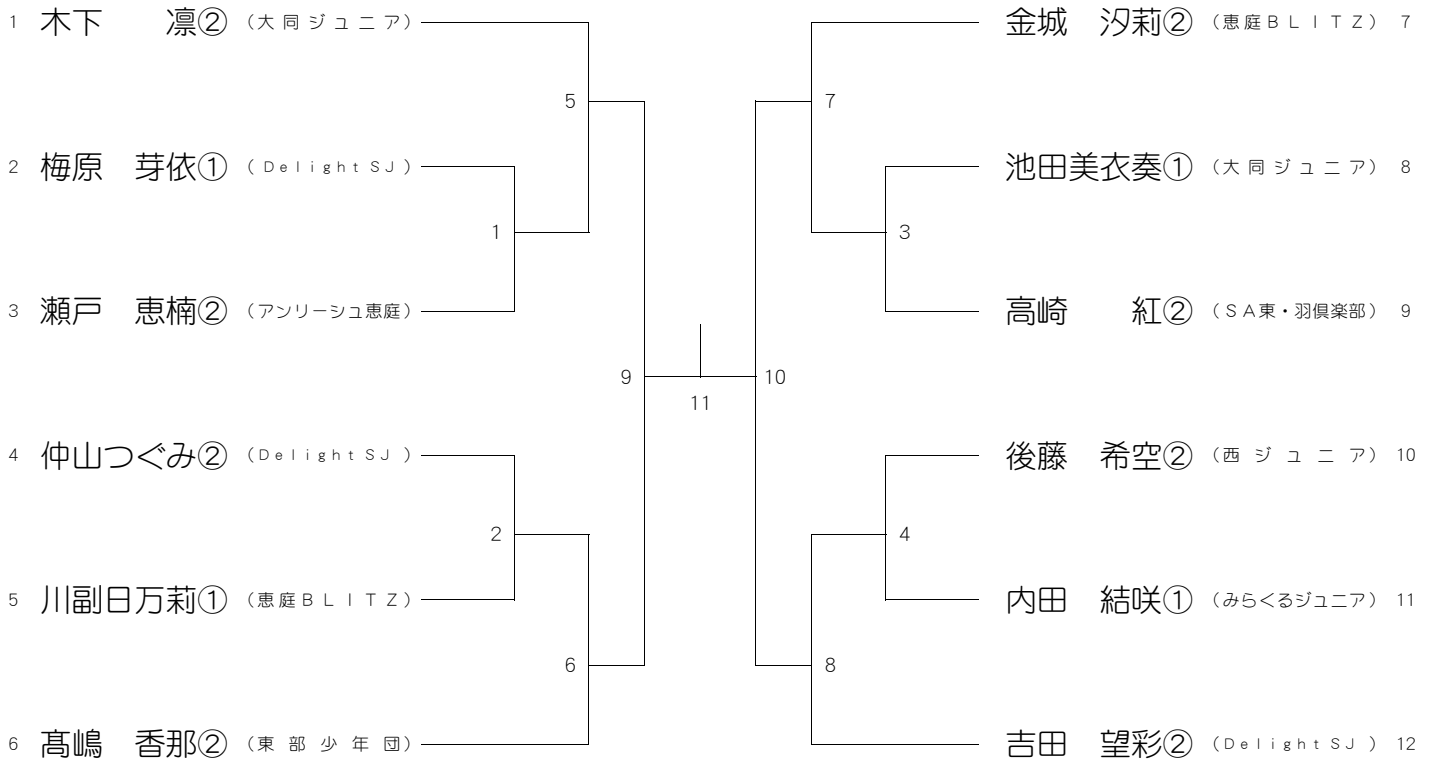 1 木下 凛② (大同ジュニア)
5
2 梅原 芽依① (Delight SJ)
1
3 瀬戸 恵楠② (アンリーシュ恵庭)
9
4 仲山つぐみ② (Delight SJ)
2
5 川副日万莉① (恵庭BLITZ)
6
6 髙嶋 香那② (東部少年団)
11
金城 汐莉② (恵庭BLITZ) 7
7
池田美衣奏① (大同ジュニア) 8
3
高崎 紅② (SA東・羽倶楽部) 9
10
後藤 希空② (西ジュニア) 10
4
内田 結咲① (みらくるジュニア) 11
8
吉田 望彩② (Delight SJ) 12